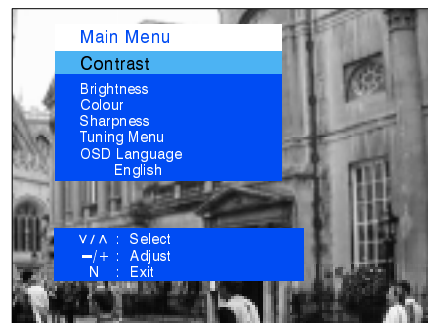 Main Menu
Contrast
Brightness
Colour
Sharpness
Tuning Menu
OSD Language
English
∨/∧ : Select
−/+ : Adjust
N : Exit